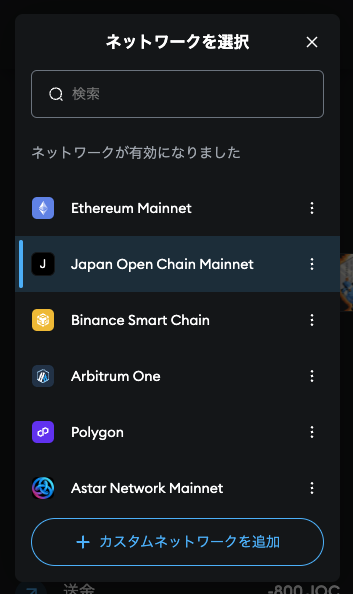 ネットワークを選択
検索
ネットワークが有効になりました
Ethereum Mainnet
J Japan Open Chain Mainnet
Binance Smart Chain
Arbitrum One
Polygon
Astar Network Mainnet
カスタムネットワークを追加
送金 -800 JOC